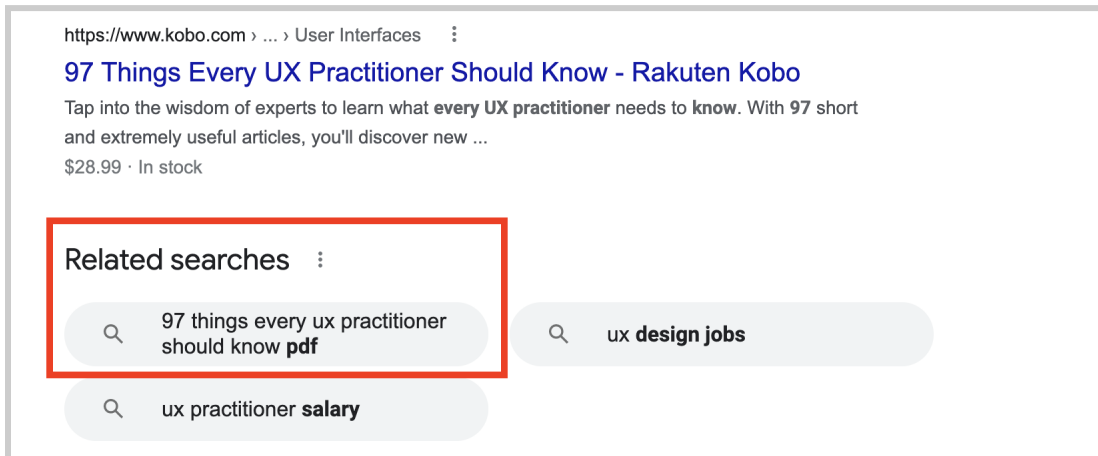 https://www.kobo.com › ... › User Interfaces
97 Things Every UX Practitioner Should Know - Rakuten Kobo
Tap into the wisdom of experts to learn what every UX practitioner needs to know. With 97 short
and extremely useful articles, you'll discover new ...
$28.99 · In stock
Related searches
97 things every ux practitioner
should know pdf
ux design jobs
ux practitioner salary